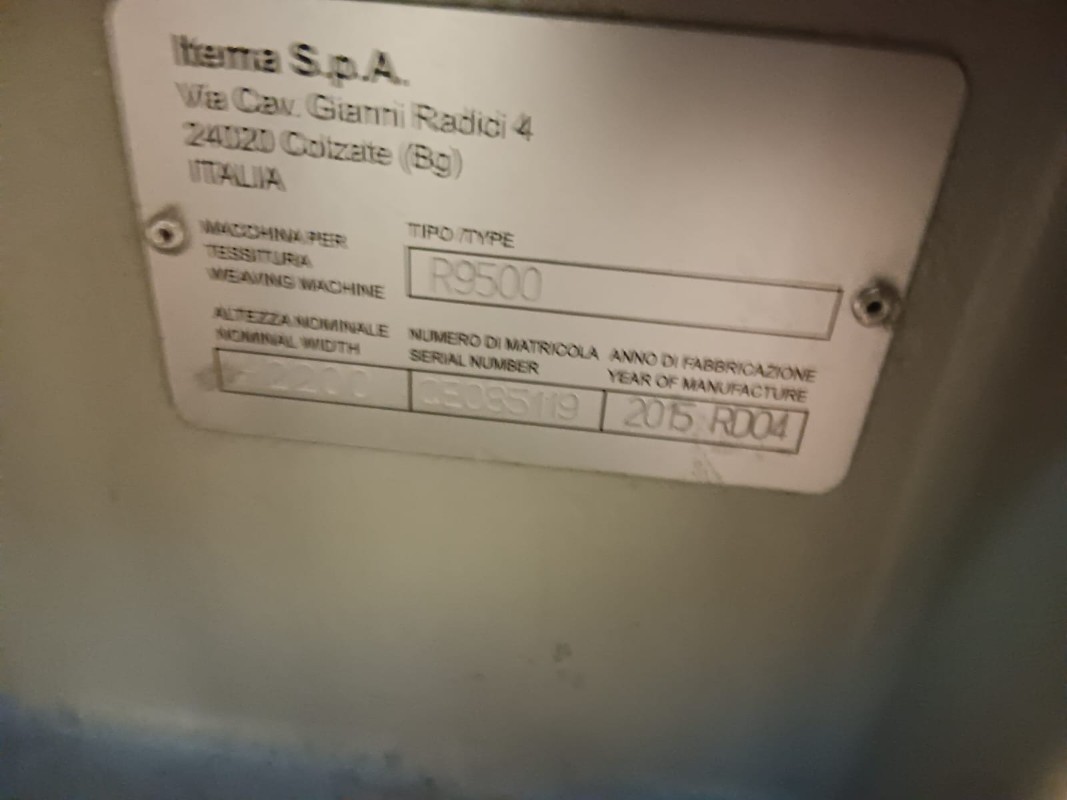 Itema S.p.A.
Via Cav. Gianni Radici 4
24020 Colzate (Bg)
ITALIA
MACCHINA PER
TESSITURA
WEAVING MACHINE
TIPO /TYPE
R9500
ALTEZZA NOMINALE
NOMINAL WIDTH
2200
NUMERO DI MATRICOLA
SERIAL NUMBER
ANNO DI FABBRICAZIONE
YEAR OF MANUFACTURE
2015 RD04